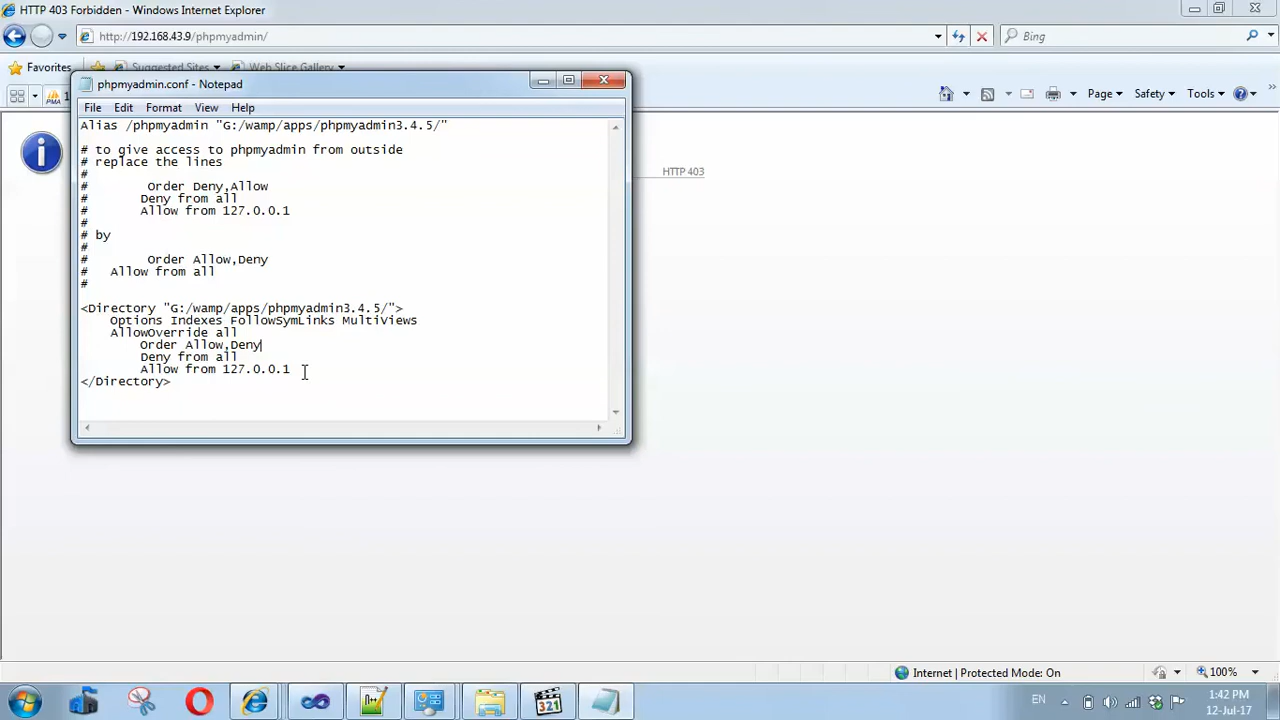 HTTP 403 Forbidden - Windows Internet Explorer
http://192.168.43.9/phpmyadmin/
Bing
Favorites
Suggested Sites
Web Slice Gallery
Page
Safety
Tools
phpmyadmin.conf - Notepad
File Edit Format View Help
Alias /phpmyadmin "G:/wamp/apps/phpmyadmin3.4.5/"
# to give access to phpmyadmin from outside
# replace the lines
#
# Order Deny,Allow
# Deny from all
# Allow from 127.0.0.1
#
# by
#
# Order Allow,Deny
# Allow from all
#
<Directory "G:/wamp/apps/phpmyadmin3.4.5/">
Options Indexes FollowSymLinks MultiViews
AllowOverride all
Order Allow,Deny
Deny from all
Allow from 127.0.0.1
</Directory>
HTTP 403
Internet | Protected Mode: On
100%
EN
1:42 PM
12-Jul-17